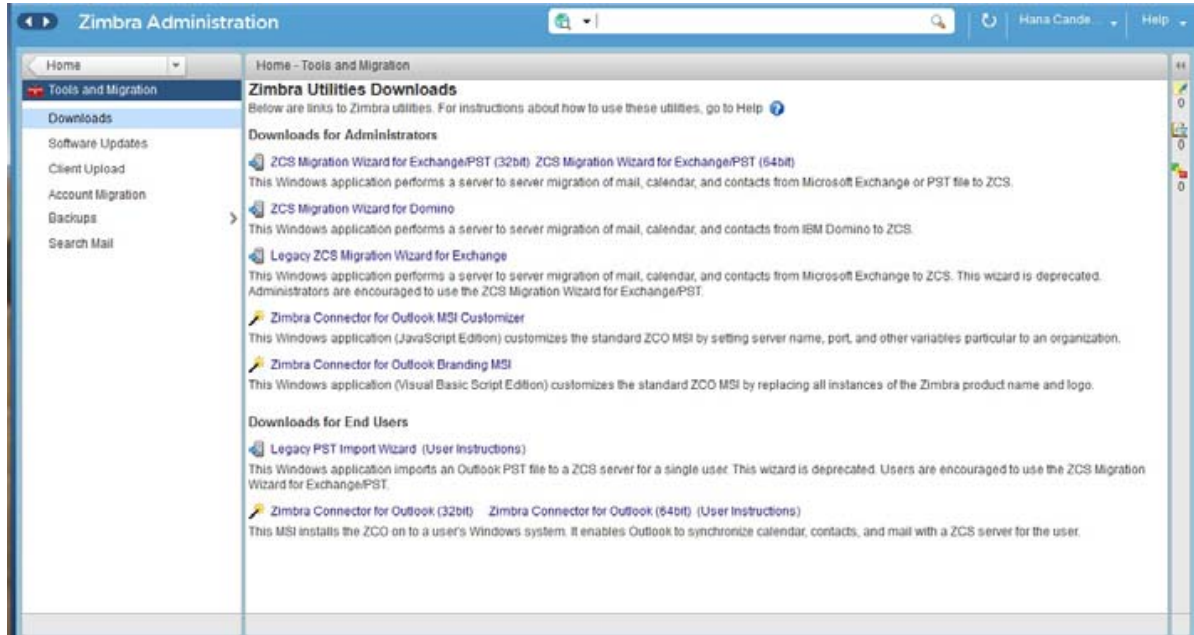 Zimbra Administration
Hana Cande...
Help
Home
Home - Tools and Migration
Tools and Migration
Downloads
Software Updates
Client Upload
Account Migration
Backups
Search Mail
Zimbra Utilities Downloads
Below are links to Zimbra utilities. For instructions about how to use these utilities, go to Help
Downloads for Administrators
ZCS Migration Wizard for Exchange/PST (32bit) ZCS Migration Wizard for Exchange/PST (64bit)
This Windows application performs a server to server migration of mail, calendar, and contacts from Microsoft Exchange or PST file to ZCS.
ZCS Migration Wizard for Domino
This Windows application performs a server to server migration of mail, calendar, and contacts from IBM Domino to ZCS.
Legacy ZCS Migration Wizard for Exchange
This Windows application performs a server to server migration of mail, calendar, and contacts from Microsoft Exchange to ZCS. This wizard is deprecated.
Administrators are encouraged to use the ZCS Migration Wizard for Exchange/PST.
Zimbra Connector for Outlook MSI Customizer
This Windows application (JavaScript Edition) customizes the standard ZCO MSI by setting server name, port, and other variables particular to an organization.
Zimbra Connector for Outlook Branding MSI
This Windows application (Visual Basic Script Edition) customizes the standard ZCO MSI by replacing all instances of the Zimbra product name and logo.
Downloads for End Users
Legacy PST Import Wizard (User Instructions)
This Windows application imports an Outlook PST file to a ZCS server for a single user. This wizard is deprecated. Users are encouraged to use the ZCS Migration
Wizard for Exchange/PST.
Zimbra Connector for Outlook (32bit) Zimbra Connector for Outlook (64bit) (User Instructions)
This MSI installs the ZCO on to a user's Windows system. It enables Outlook to synchronize calendar, contacts, and mail with a ZCS server for the user.
0
0
0